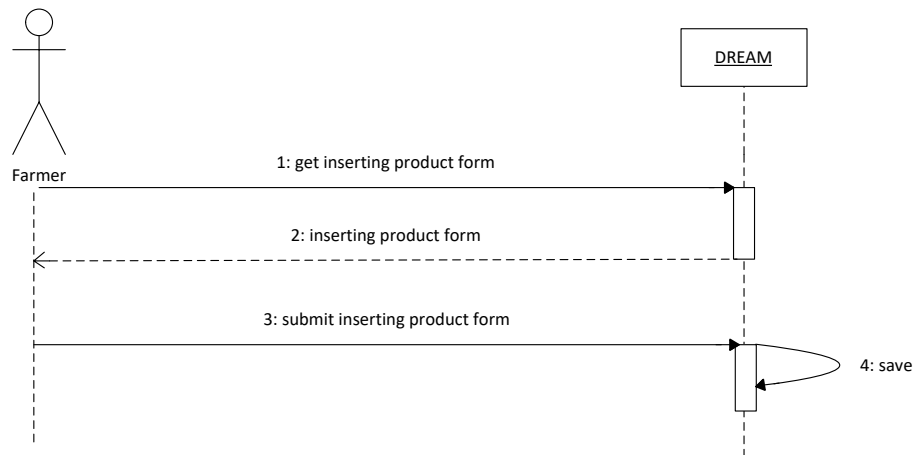 DREAM
Farmer
1: get inserting product form
2: inserting product form
3: submit inserting product form
4: save